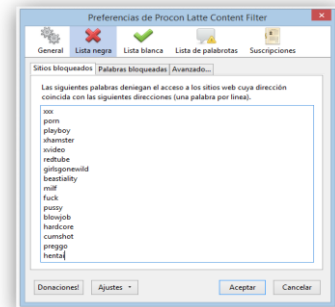 Preferencias de Procon Latte Content Filter
General Lista negra Lista blanca Lista de palabrotas Suscripciones
Sitios bloqueados Palabras bloqueadas Avanzado...
Las siguientes palabras deniegan el acceso a los sitios web cuya dirección
coincida con las siguientes direcciones (una palabra por linea).
xxx
porn
playboy
xhamster
xvideo
redtube
girlsgonewild
beastiality
milf
fuck
pussy
blowjob
hardcore
cumshot
preggo
hentai
Donaciones! Ajustes Aceptar Cancelar